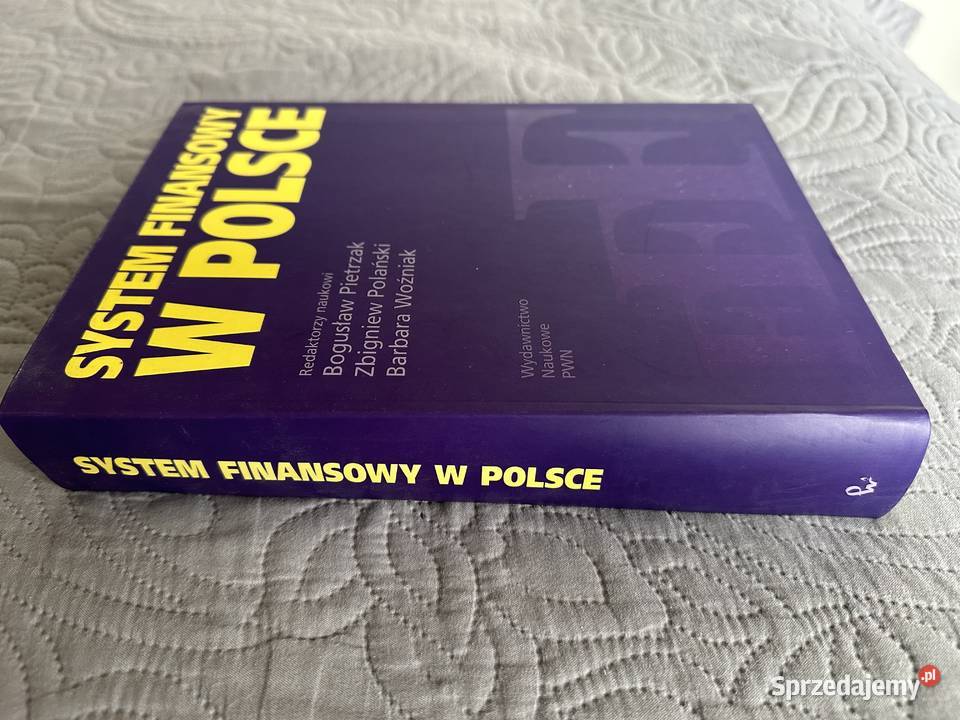 SYSTEM FINANSOWY
W POLSCE
Redaktorzy naukowi
Bogusław Pietrzak
Zbigniew Polański
Barbara Woźniak
Wydawnictwo
Naukowe
PWN
SYSTEM FINANSOWY W POLSCE
Sprzedajemy.pl